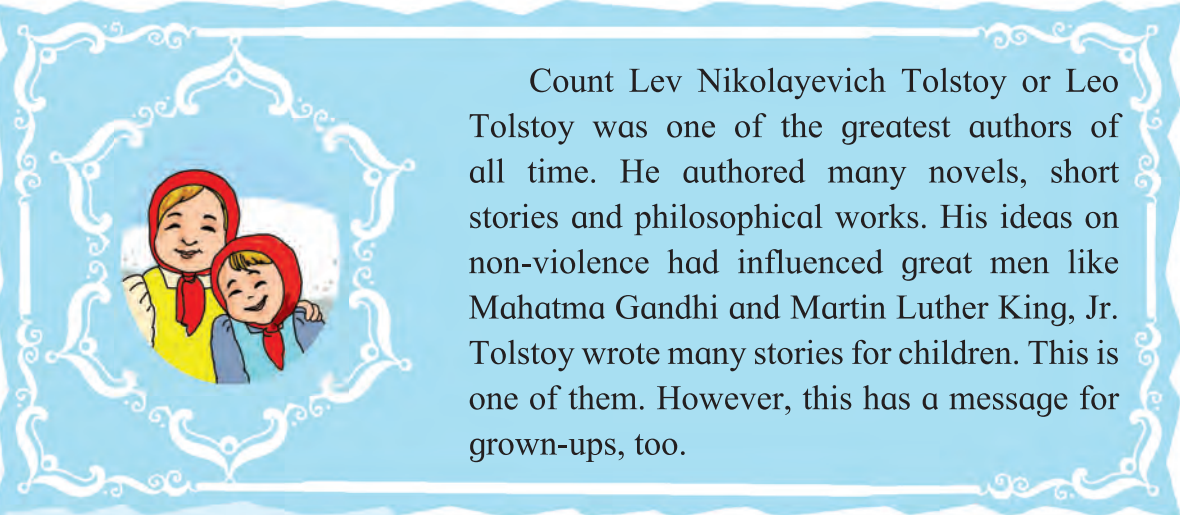 Count Lev Nikolayevich Tolstoy or Leo
Tolstoy was one of the greatest authors of
all time. He authored many novels, short
stories and philosophical works. His ideas on
non-violence had influenced great men like
Mahatma Gandhi and Martin Luther King, Jr.
Tolstoy wrote many stories for children. This is
one of them. However, this has a message for
grown-ups, too.